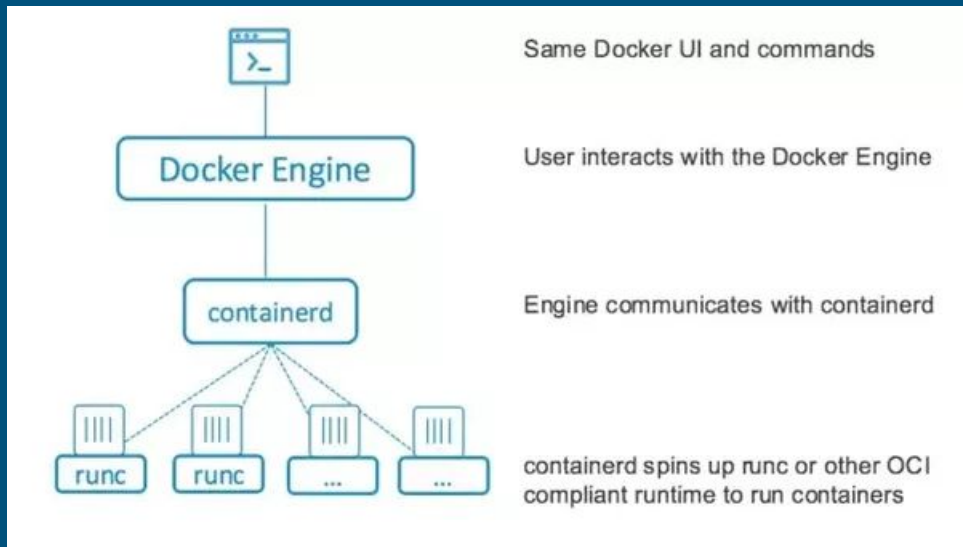 >_
Same Docker UI and commands
Docker Engine
User interacts with the Docker Engine
containerd
Engine communicates with containerd
runc
runc
...
...
containerd spins up runc or other OCI
compliant runtime to run containers